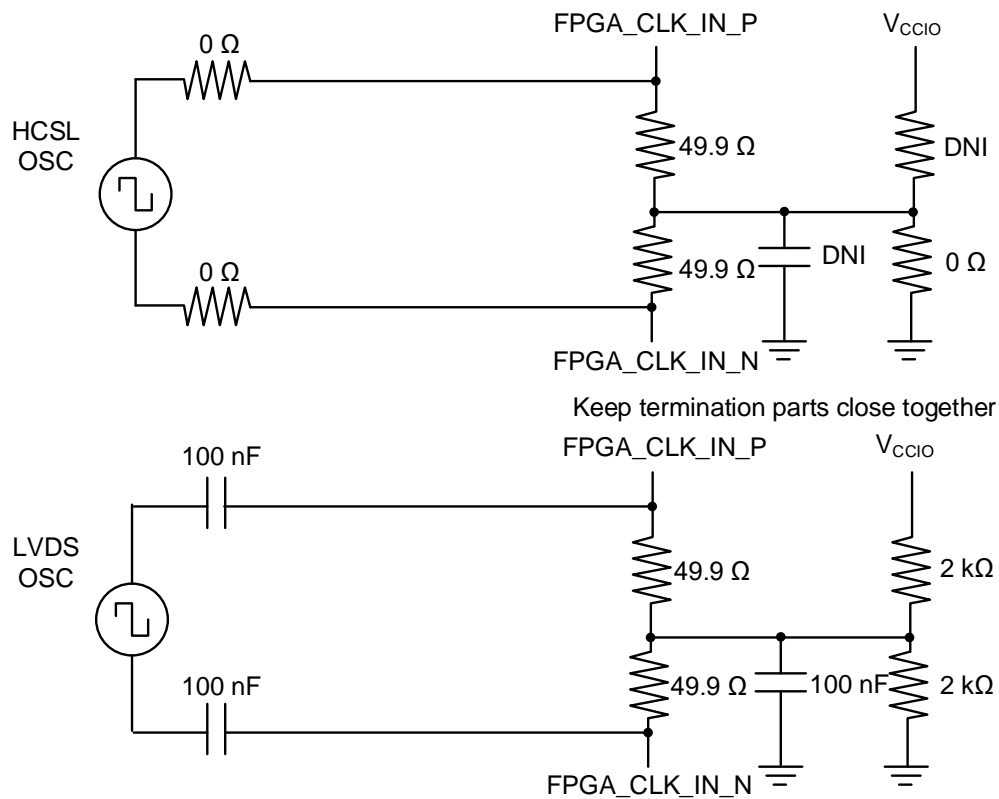 FPGA_CLK_IN_P
VCCIO
0 Ω
HCSL
OSC
49.9 Ω
DNI
0 Ω
49.9 Ω
DNI
0 Ω
FPGA_CLK_IN_N
Keep termination parts close together
FPGA_CLK_IN_P
VCCIO
100 nF
LVDS
OSC
49.9 Ω
2 kΩ
100 nF
49.9 Ω
100 nF
2 kΩ
FPGA_CLK_IN_N